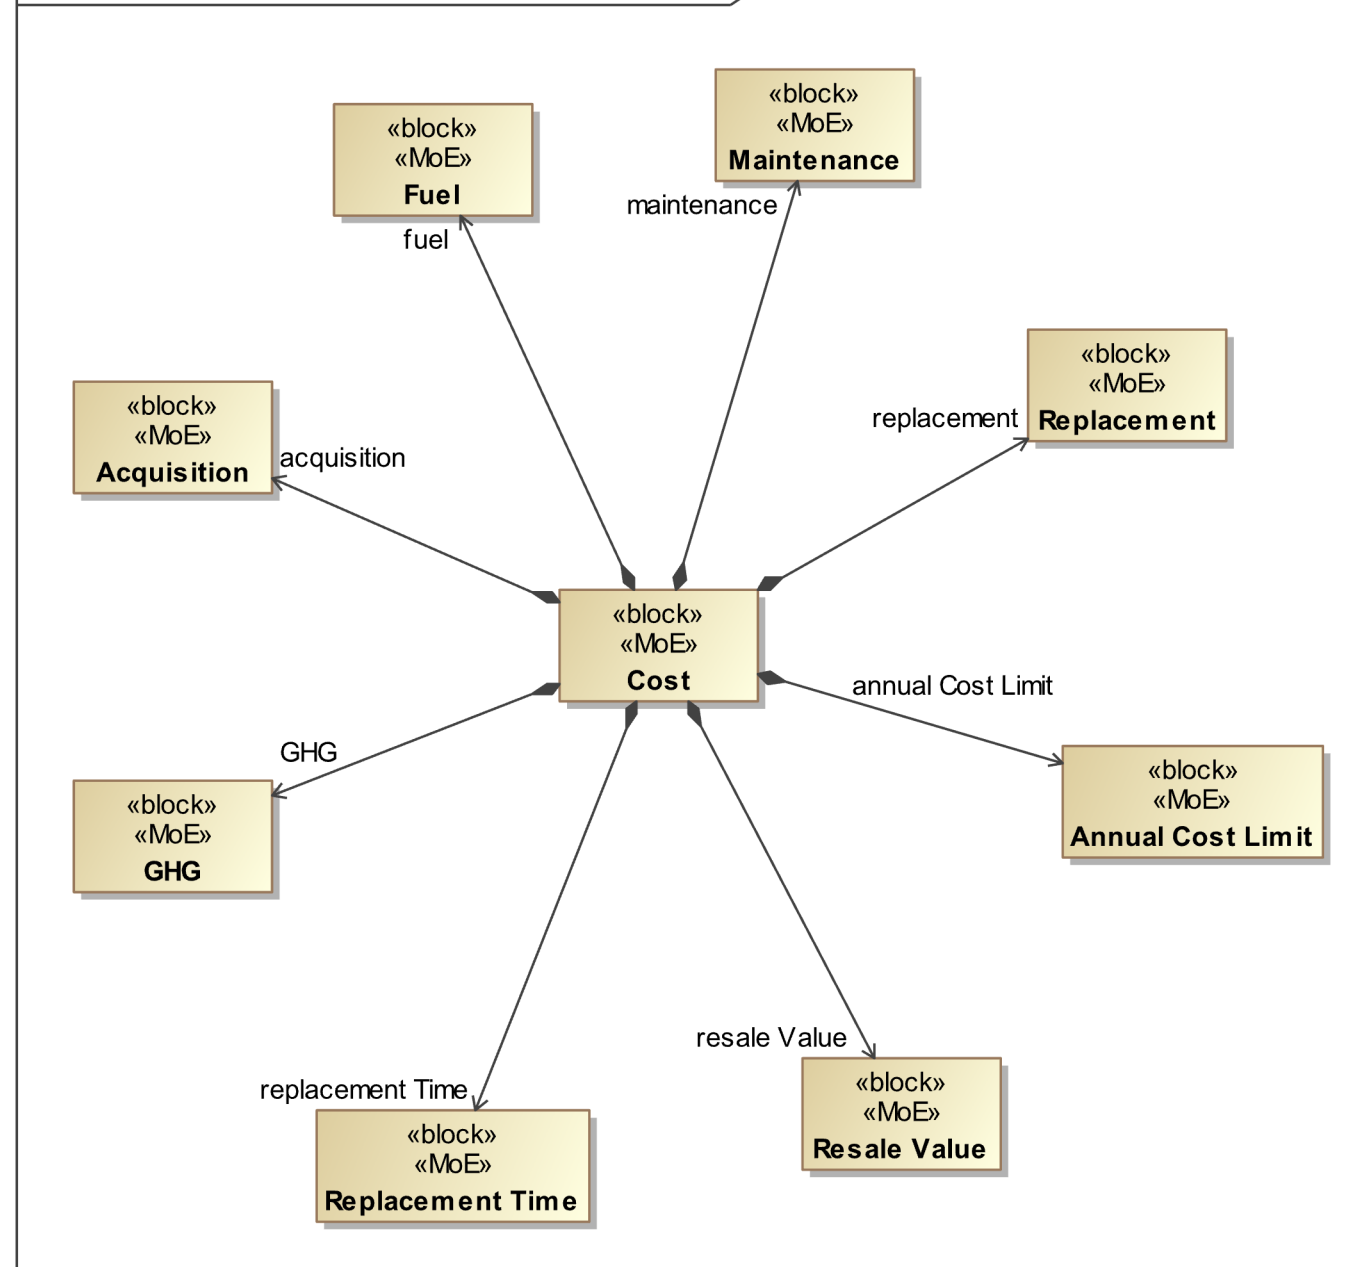 «block»
«MoE»
Maintenance
maintenance
«block»
«MoE»
Fuel
fuel
«block»
«MoE»
Replacement
replacement
«block»
«MoE»
Acquisition
acquisition
«block»
«MoE»
Cost
annual Cost Limit
GHG
«block»
«MoE»
Annual Cost Limit
«block»
«MoE»
GHG
resale Value
«block»
«MoE»
Resale Value
replacement Time
«block»
«MoE»
Replacement Time